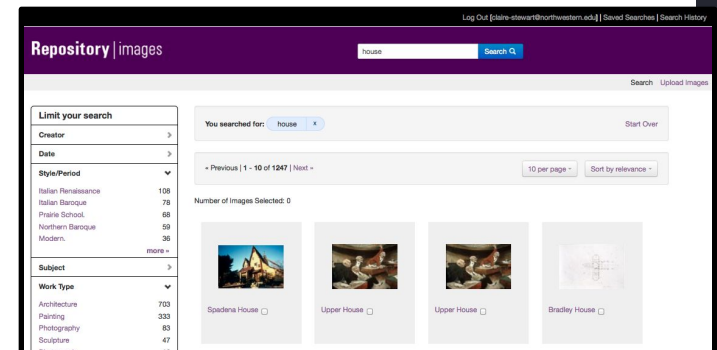 Log Out [claire-stewart@northwestern.edu] | Saved Searches | Search History
Repository | images
house
Search
Search Upload Images
Limit your search
Creator
Date
Style/Period
Italian Renaissance 108
Italian Baroque 78
Prairie School. 68
Northern Baroque 59
Modern. 36
more »
Subject
Work Type
Architecture 703
Painting 333
Photography 83
Sculpture 47
You searched for: house x
Start Over
« Previous | 1 - 10 of 1247 | Next »
10 per page
Sort by relevance
Number of Images Selected: 0
Spadena House
Upper House
Upper House
Bradley House